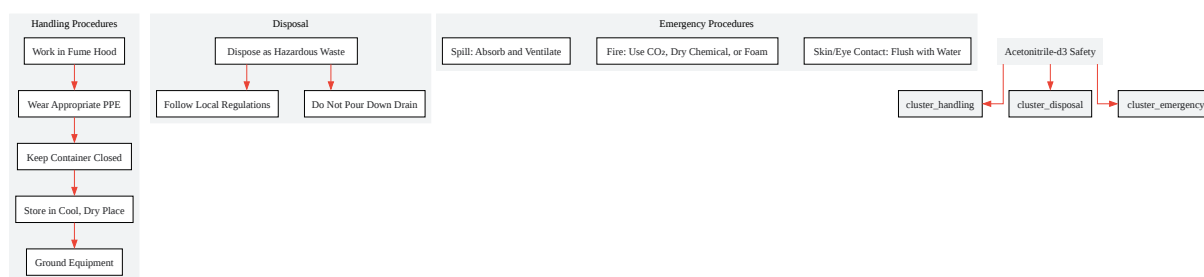 Handling Procedures
Work in Fume Hood
Wear Appropriate PPE
Keep Container Closed
Store in Cool, Dry Place
Ground Equipment
Disposal
Dispose as Hazardous Waste
Follow Local Regulations
Do Not Pour Down Drain
Emergency Procedures
Spill: Absorb and Ventilate
Fire: Use CO₂, Dry Chemical, or Foam
Skin/Eye Contact: Flush with Water
Acetonitrile-d3 Safety
cluster_handling
cluster_disposal
cluster_emergency